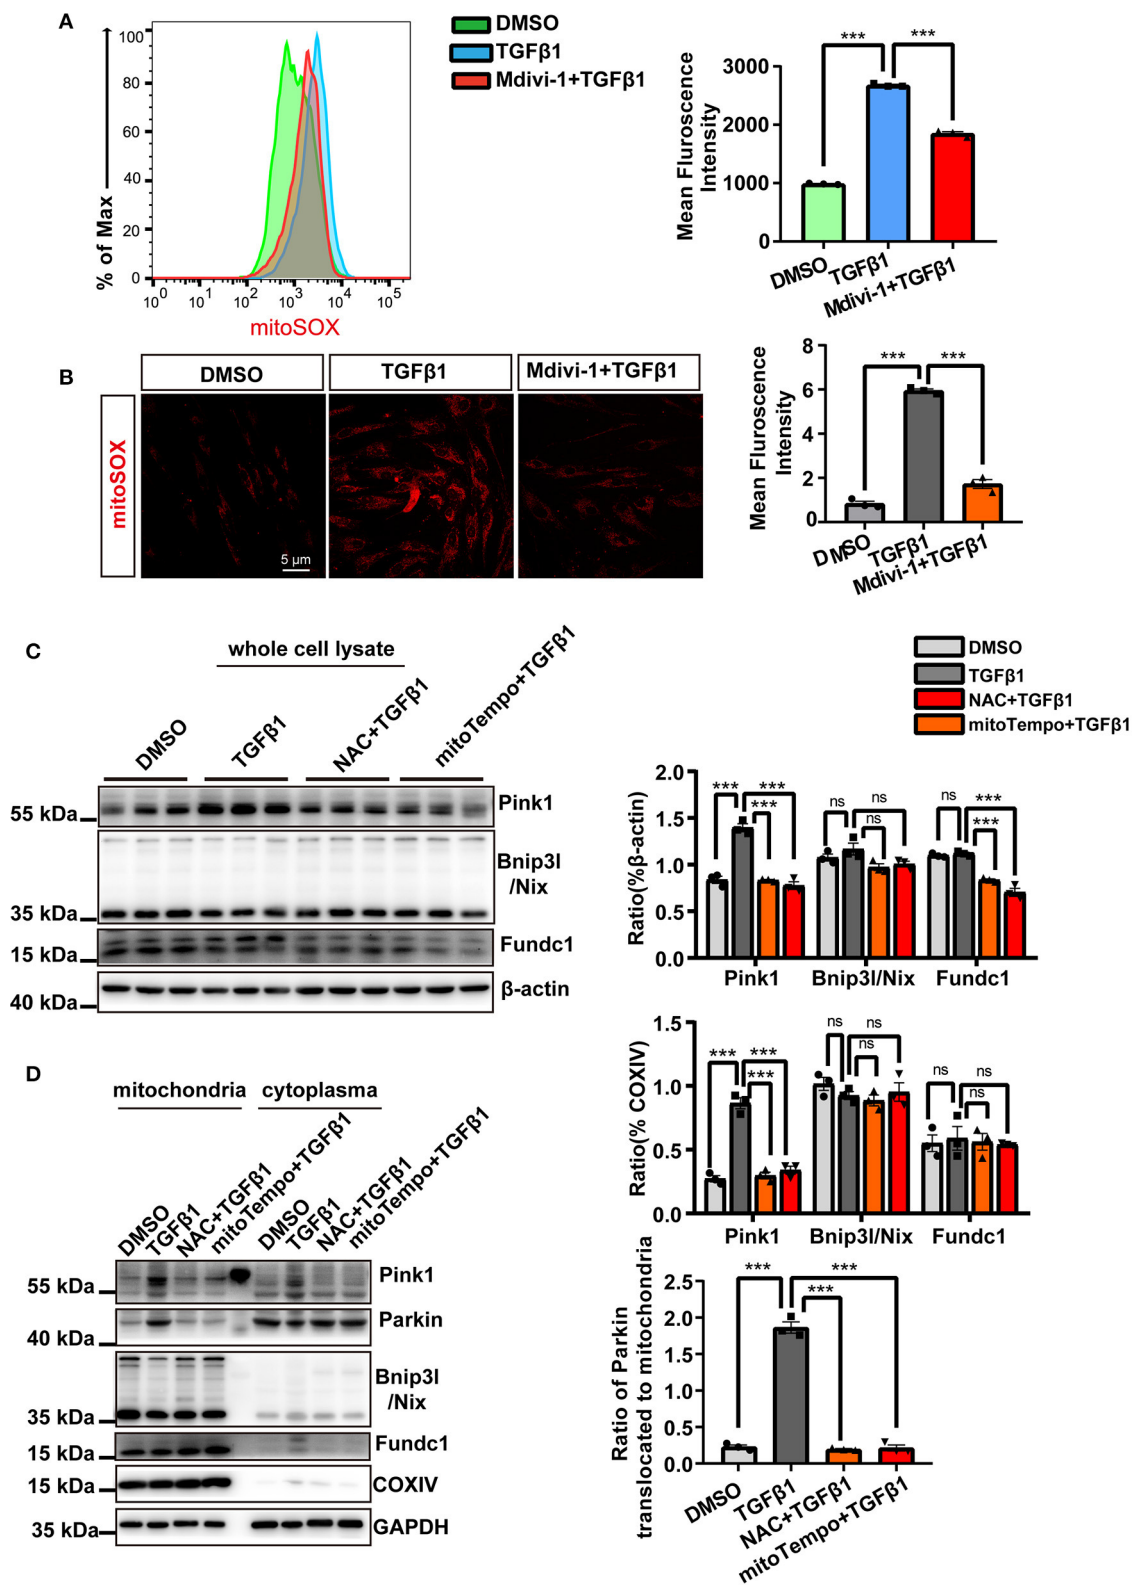 A
DMSO
TGFβ1
Mdivi-1+TGFβ1
% of Max
100
80
60
40
20
0
10^0 10^1 10^2 10^3 10^4 10^5
mitoSOX
Mean Fluroscence
Intensity
3000
2000
1000
0
*** ***
DMSO
TGFβ1
Mdivi-1+TGFβ1
B
DMSO
TGFβ1
Mdivi-1+TGFβ1
mitoSOX
5 μm
Mean Fluroscence
Intensity
8
6
4
2
0
*** ***
DMSO
TGFβ1
Mdivi-1+TGFβ1
C
whole cell lysate
DMSO
TGFβ1
NAC+TGFβ1
mitoTempo+TGFβ1
55 kDa
Pink1
Bnip3l
/Nix
35 kDa
15 kDa
Fundc1
40 kDa
β-actin
DMSO
TGFβ1
NAC+TGFβ1
mitoTempo+TGFβ1
Ratio(%β-actin)
2.0
1.5
1.0
0.5
0.0
*** *** ***
ns ns ns
ns *** ***
Pink1 Bnip3l/Nix Fundc1
D
mitochondria cytoplasma
DMSO
TGFβ1
NAC+TGFβ1
mitoTempo+TGFβ1
DMSO
TGFβ1
NAC+TGFβ1
mitoTempo+TGFβ1
55 kDa
Pink1
Parkin
40 kDa
Bnip3l
/Nix
35 kDa
15 kDa
Fundc1
15 kDa
COXIV
35 kDa
GAPDH
Ratio(% COXIV)
1.5
1.0
0.5
0.0
*** *** ***
ns ns ns
ns ns ns
Pink1 Bnip3l/Nix Fundc1
Ratio of Parkin
translocated to mitochondria
2.5
2.0
1.5
1.0
0.5
0.0
*** *** ***
DMSO
TGFβ1
NAC+TGFβ1
mitoTempo+TGFβ1